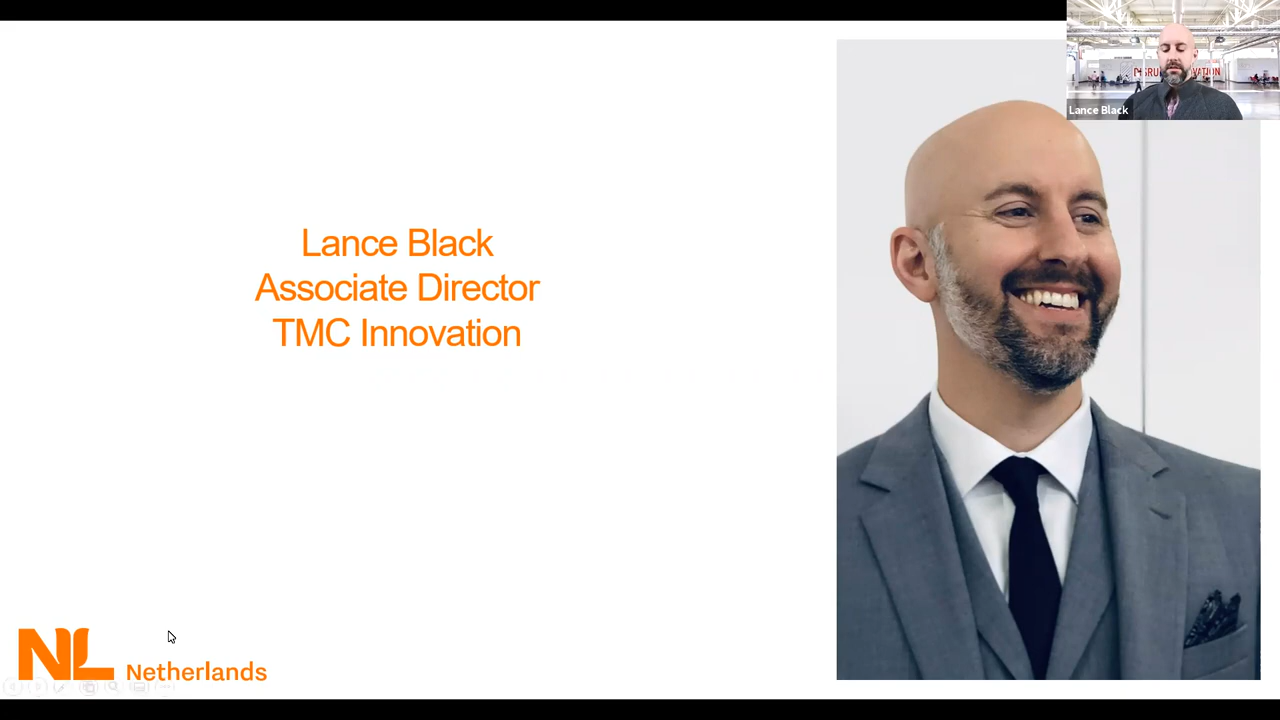 Lance Black
Associate Director
TMC Innovation
NL Netherlands
Lance Black